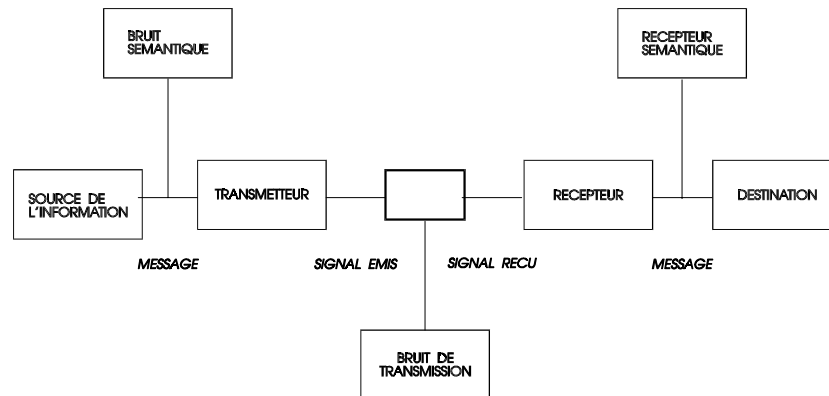 BRUIT
SEMANTIQUE
RECEPTEUR
SEMANTIQUE
SOURCE DE
L'INFORMATION
TRANSMETTEUR
RECEPTEUR
DESTINATION
MESSAGE
SIGNAL EMIS
SIGNAL RECU
MESSAGE
BRUIT DE
TRANSMISSION